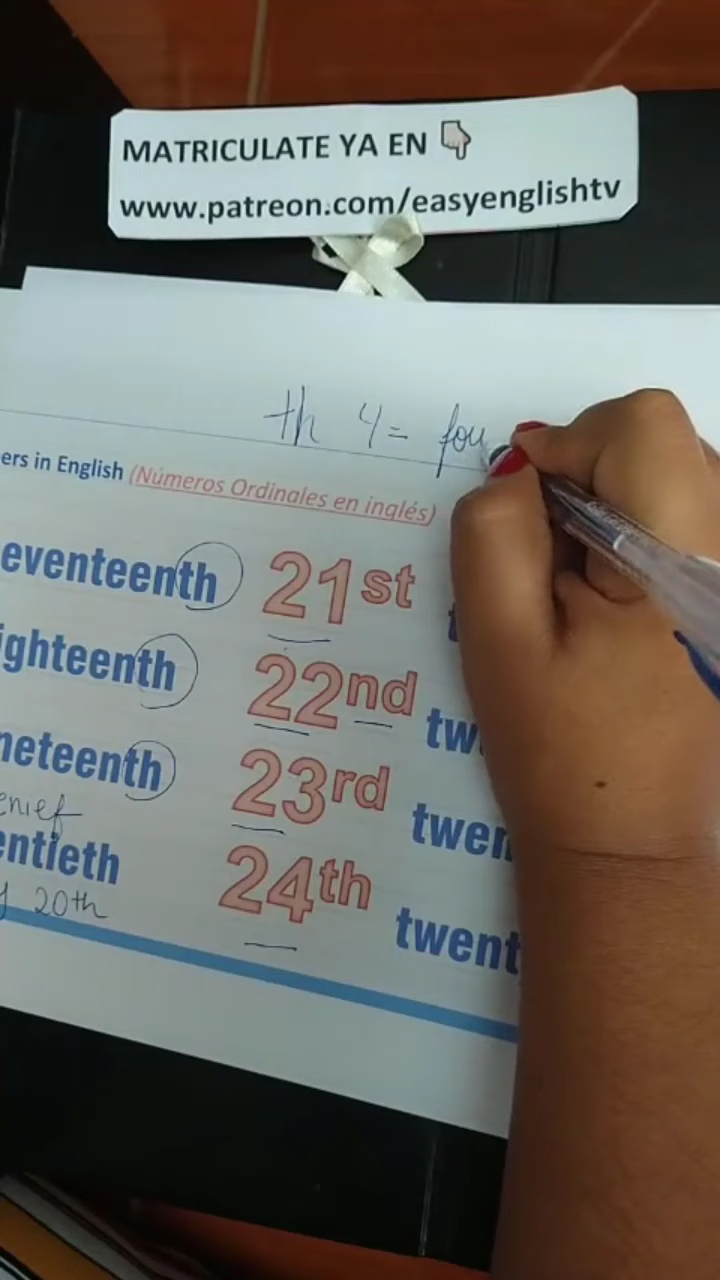 MATRICULATE YA EN 👇
www.patreon.com/easyenglishtv
th 4 = fou
ers in English (Números Ordinales en inglés)
eventeenth 21st t
ighteenth 22nd tw
neteenth 23rd twen
entieth 24th twent
20th